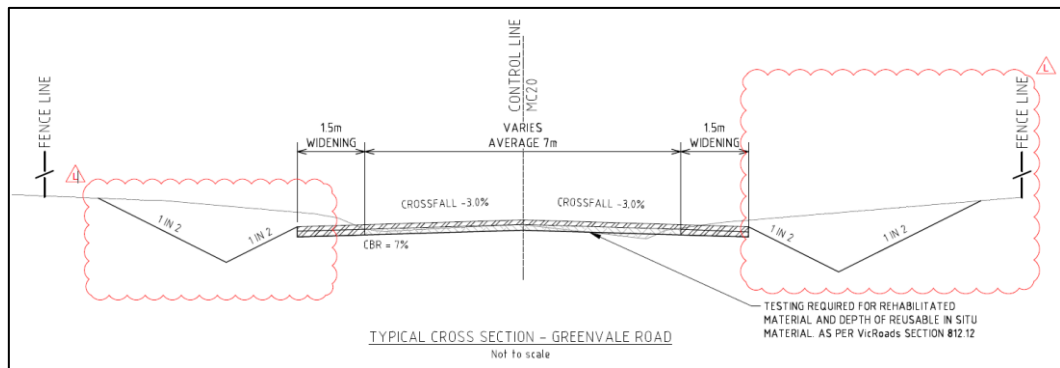 FENCE LINE
CONTROL LINE
MC20
L
FENCE LINE
1.5m
WIDENING
VARIES
AVERAGE 7m
1.5m
WIDENING
L
CROSSFALL -3.0%
CROSSFALL -3.0%
1 IN 2
1 IN 2
CBR = 7%
1 IN 2
1 IN 2
TESTING REQUIRED FOR REHABILITATED
MATERIAL AND DEPTH OF REUSABLE IN SITU
MATERIAL. AS PER VicRoads SECTION 812.12
TYPICAL CROSS SECTION - GREENVALE ROAD
Not to scale